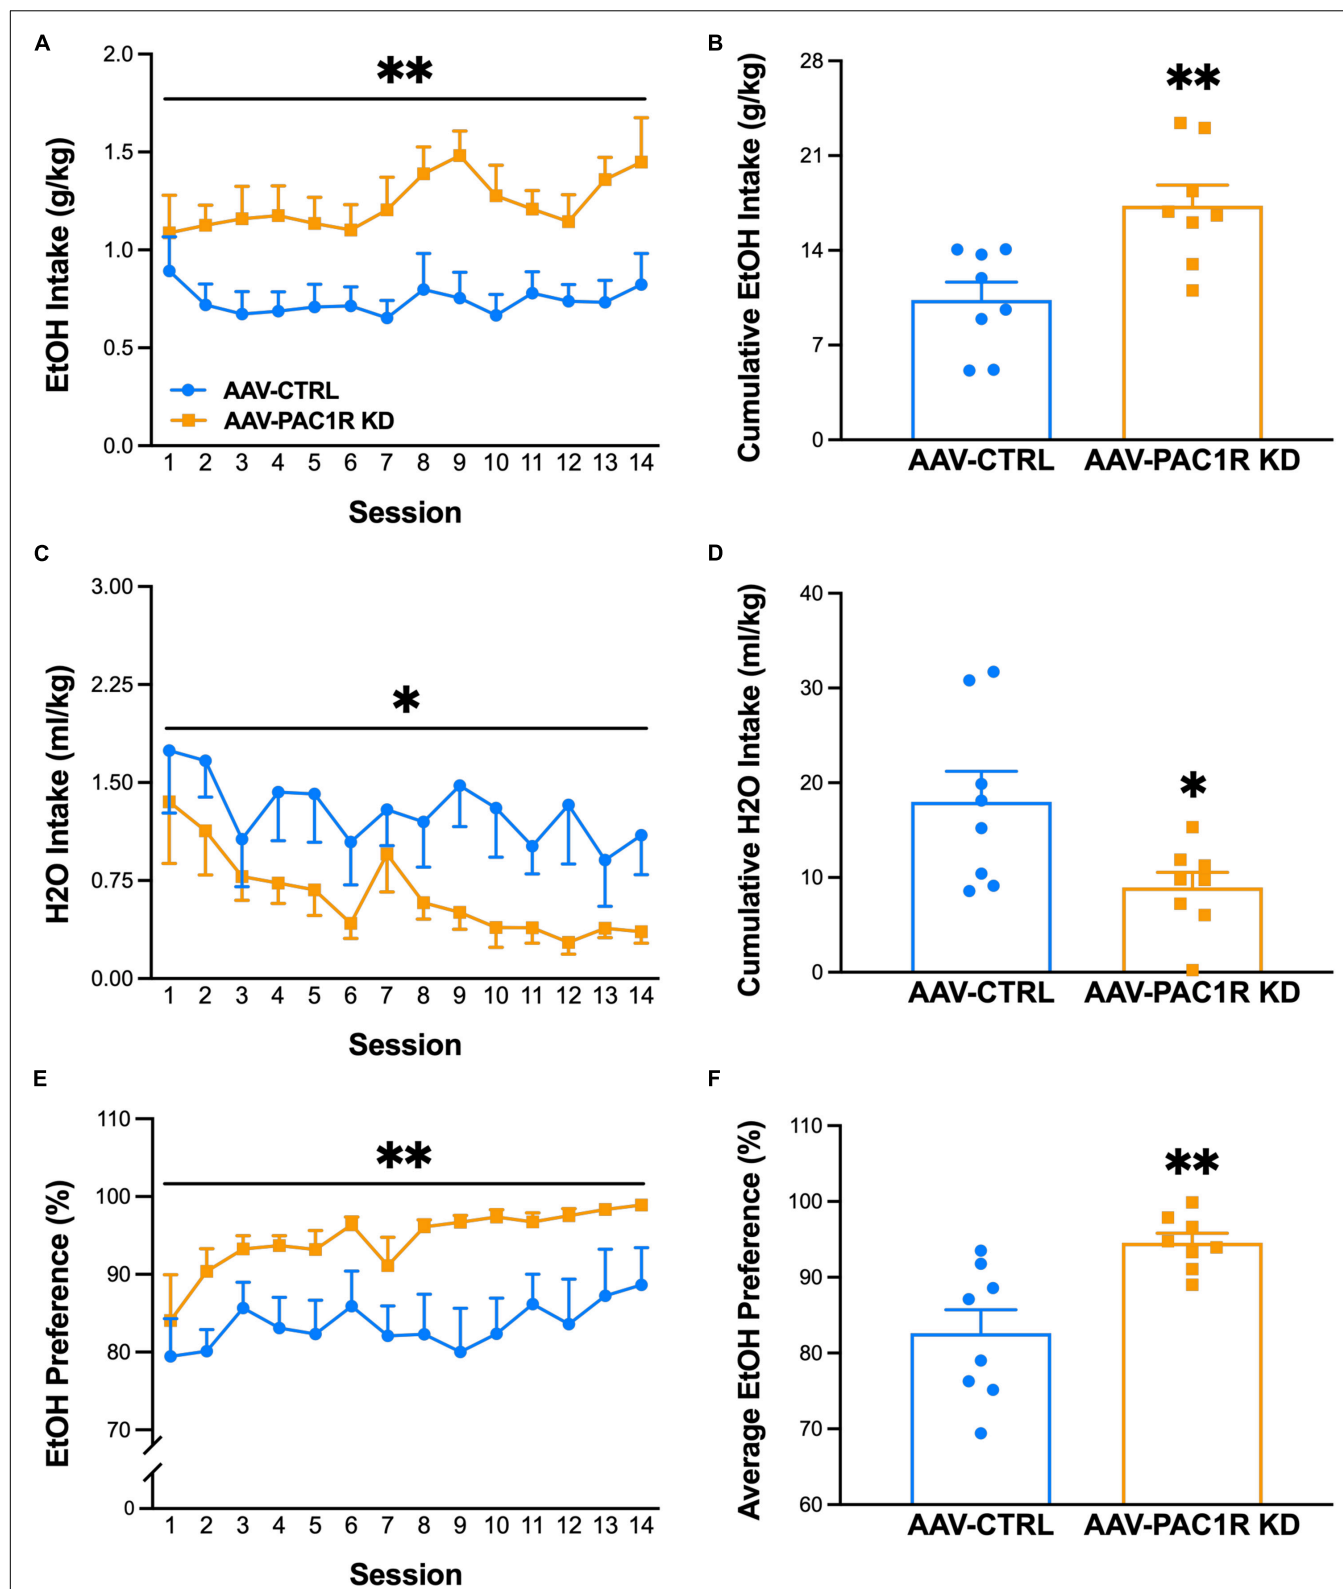 A
EtOH Intake (g/kg)
2.0
1.5
1.0
0.5
0.0
**
AAV-CTRL
AAV-PAC1R KD
1 2 3 4 5 6 7 8 9 10 11 12 13 14
Session
B
Cumulative EtOH Intake (g/kg)
28
21
14
7
0
**
AAV-CTRL AAV-PAC1R KD
C
H2O Intake (ml/kg)
3.00
2.25
1.50
0.75
0.00
*
1 2 3 4 5 6 7 8 9 10 11 12 13 14
Session
D
Cumulative H2O Intake (ml/kg)
40
30
20
10
0
*
AAV-CTRL AAV-PAC1R KD
E
EtOH Preference (%)
110
100
90
80
70
0
**
1 2 3 4 5 6 7 8 9 10 11 12 13 14
Session
F
Average EtOH Preference (%)
110
100
90
80
70
60
**
AAV-CTRL AAV-PAC1R KD